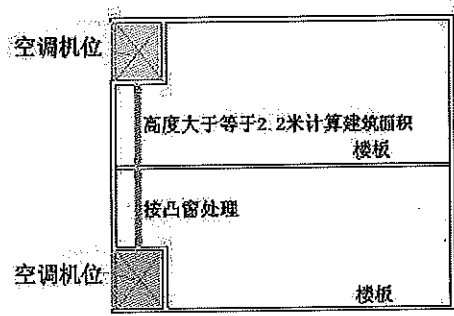 空调机位
高度大于等于2.2米计算建筑面积
楼板
按凸窗处理
空调机位
楼板